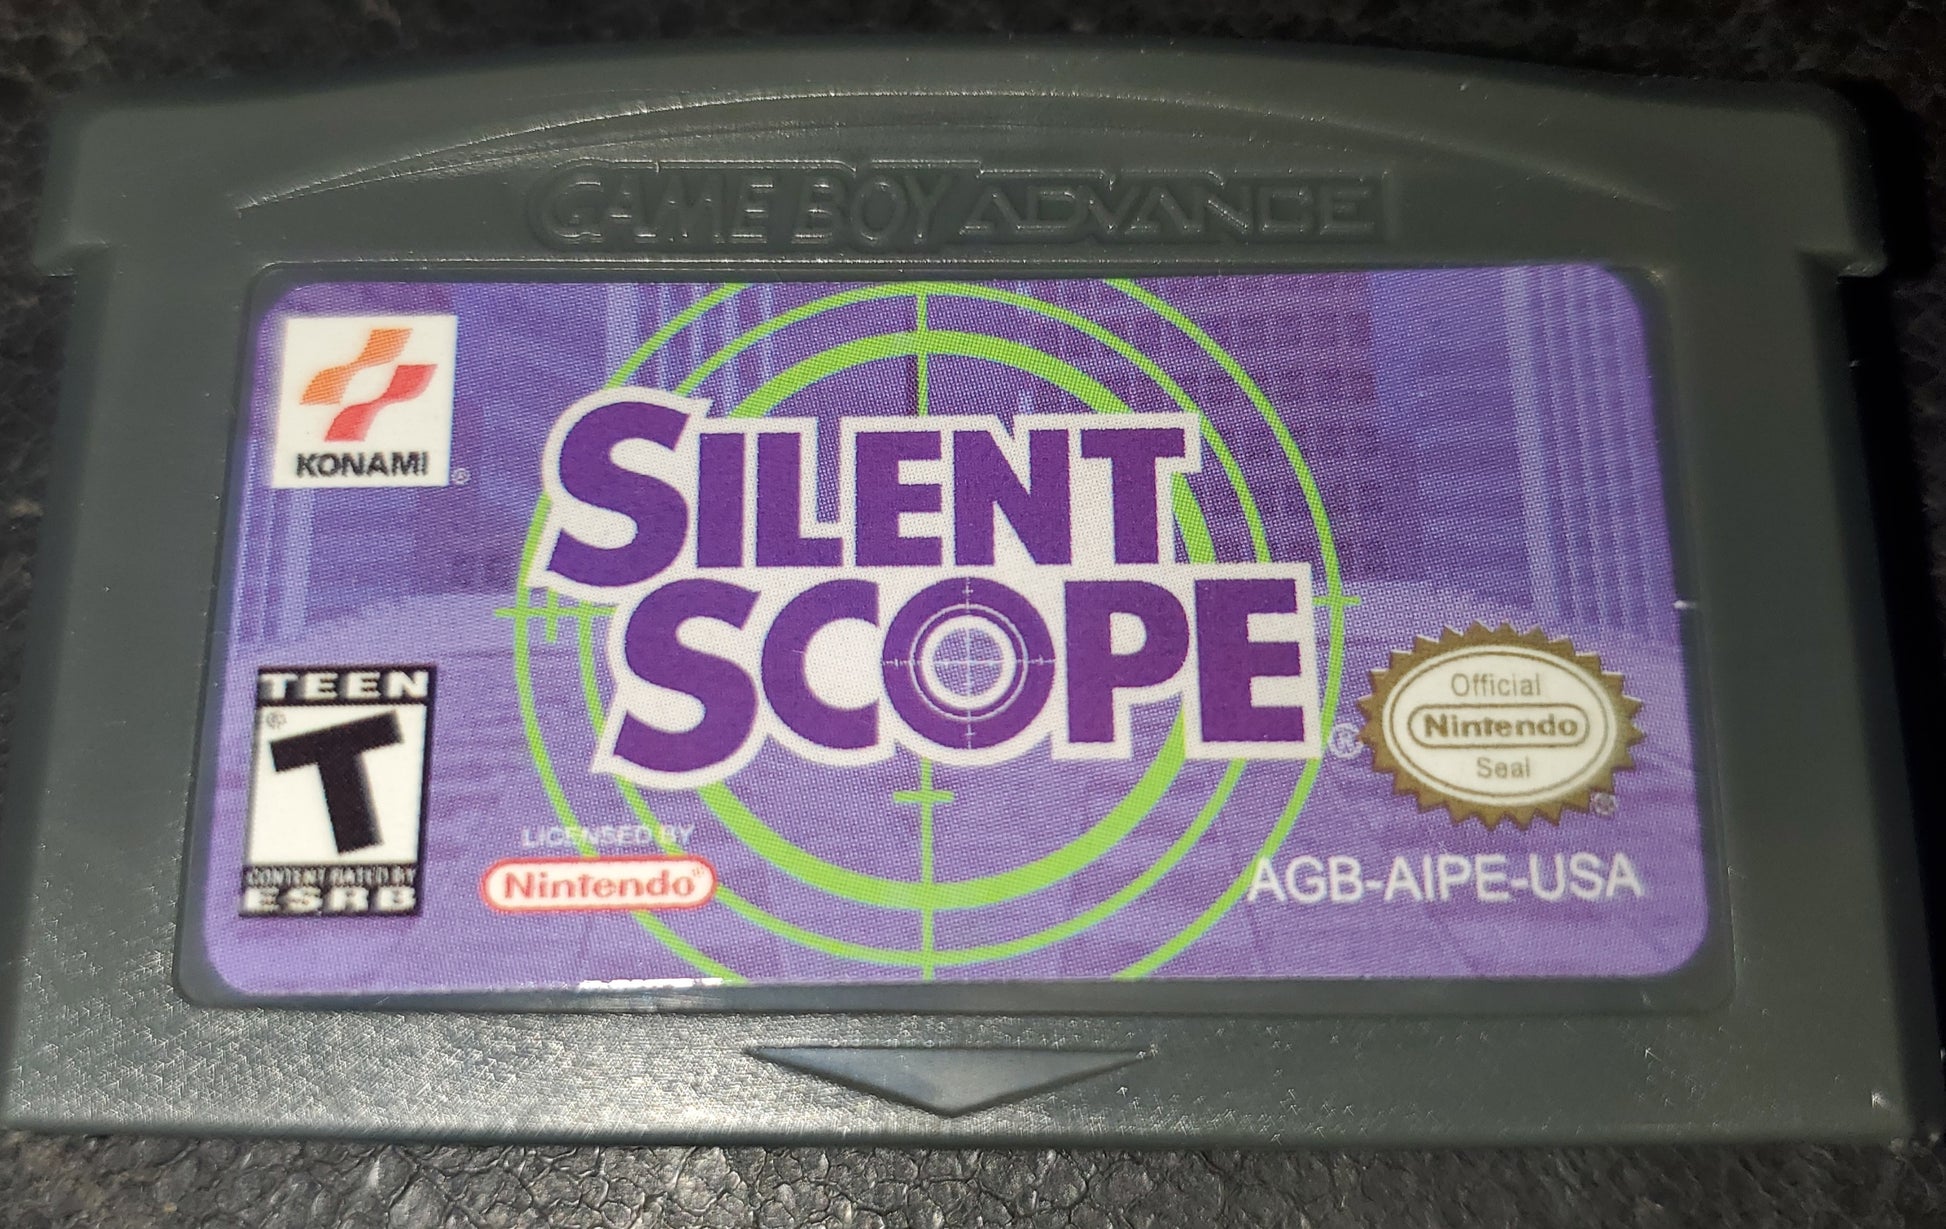 GAME BOY ADVANCE
KONAMI
®
SILENT
SCOPE
®
TEEN
®
T
CONTENT RATED BY
ESRB
LICENSED BY
Nintendo
Official
Nintendo
Seal
®
AGB-AIPE-USA